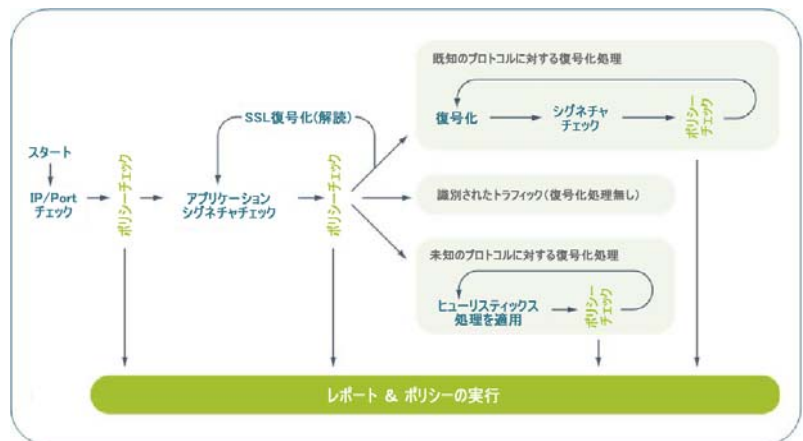 スタート
IP/Port
チェック
ポリシーチェック
アプリケーション
シグネチャチェック
SSL復号化(解読)
ポリシーチェック
既知のプロトコルに対する復号化処理
復号化
シグネチャ
チェック
ポリシー
チェック
識別されたトラフィック(復号化処理無し)
未知のプロトコルに対する復号化処理
ヒューリスティックス
処理を適用
ポリシー
チェック
レポート & ポリシーの実行